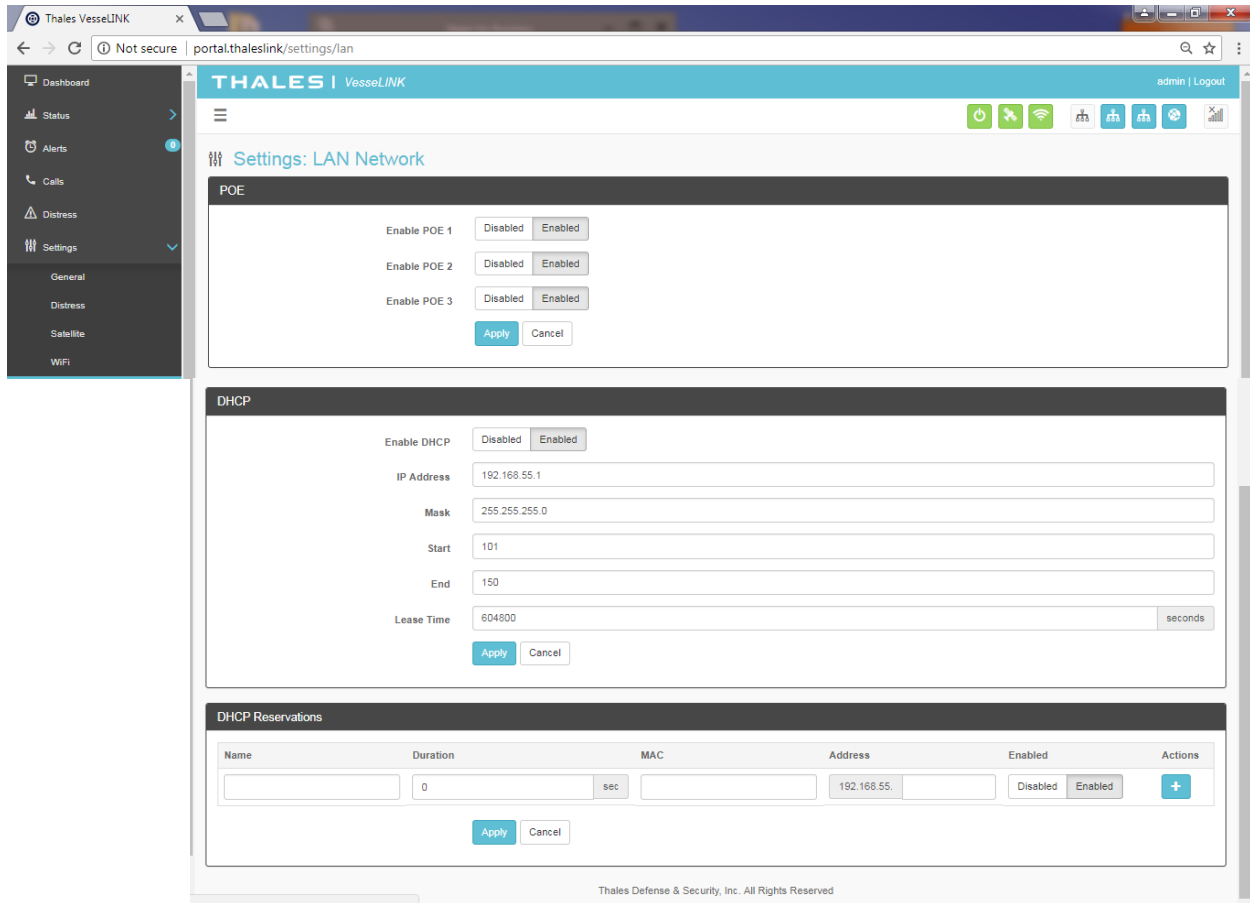 Thales VesseLINK
Not secure | portal.thaleslink/settings/lan
Dashboard
Status
Alerts 0
Calls
Distress
Settings
General
Distress
Satellite
WiFi
THALES | VesseLINK admin | Logout
Settings: LAN Network
POE
Enable POE 1 Disabled Enabled
Enable POE 2 Disabled Enabled
Enable POE 3 Disabled Enabled
Apply Cancel
DHCP
Enable DHCP Disabled Enabled
IP Address 192.168.55.1
Mask 255.255.255.0
Start 101
End 150
Lease Time 604800 seconds
Apply Cancel
DHCP Reservations
Name Duration MAC Address Enabled Actions
0 sec 192.168.55. Disabled Enabled +
Apply Cancel
Thales Defense & Security, Inc. All Rights Reserved